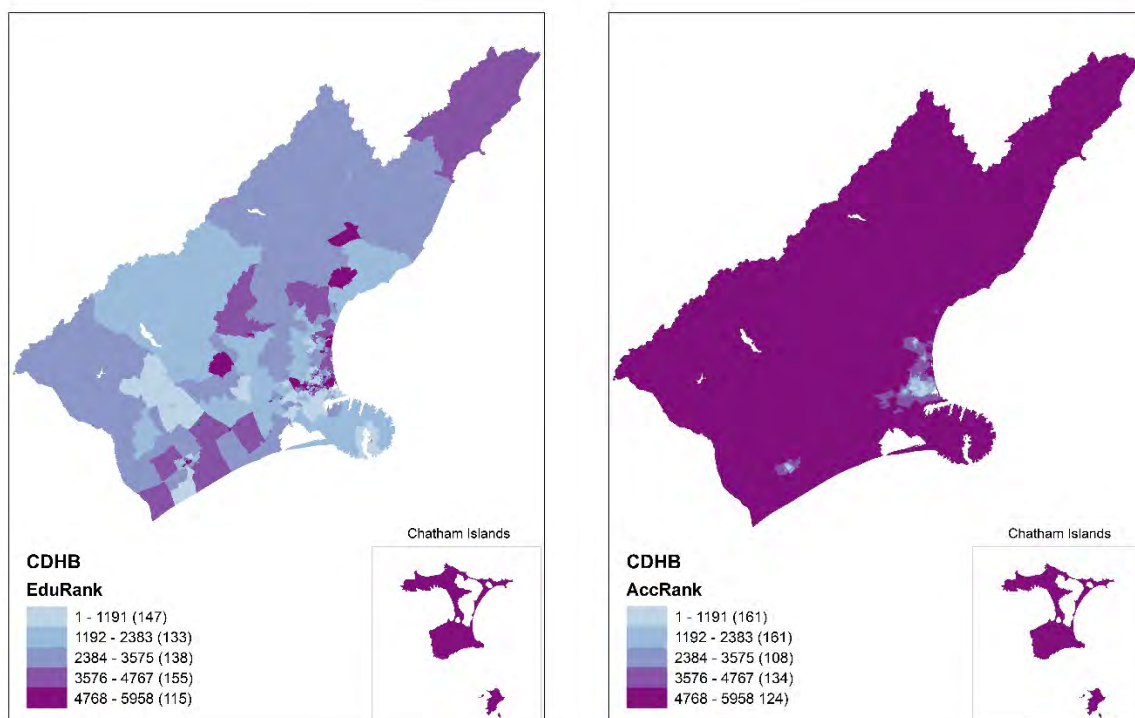 Chatham Islands
CDHB
EduRank
1 - 1191 (147)
1192 - 2383 (133)
2384 - 3575 (138)
3576 - 4767 (155)
4768 - 5958 (115)
Chatham Islands
CDHB
AccRank
1 - 1191 (161)
1192 - 2383 (161)
2384 - 3575 (108)
3576 - 4767 (134)
4768 - 5958 124)